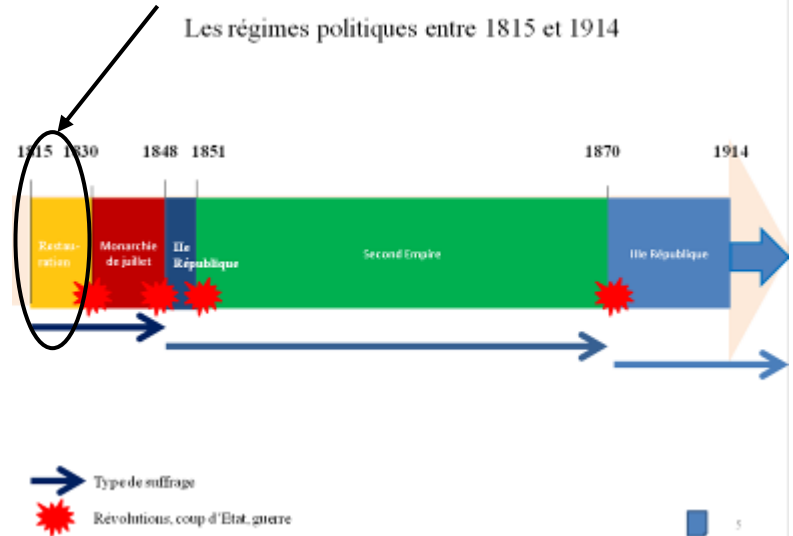 Les régimes politiques entre 1815 et 1914
1815 1830 1848 1851 1870 1914
Restau-
ration
Monarchie
de juillet
IIe
République
Second Empire
IIIe République
Type de suffrage
Révolutions, coup d'Etat, guerre
5